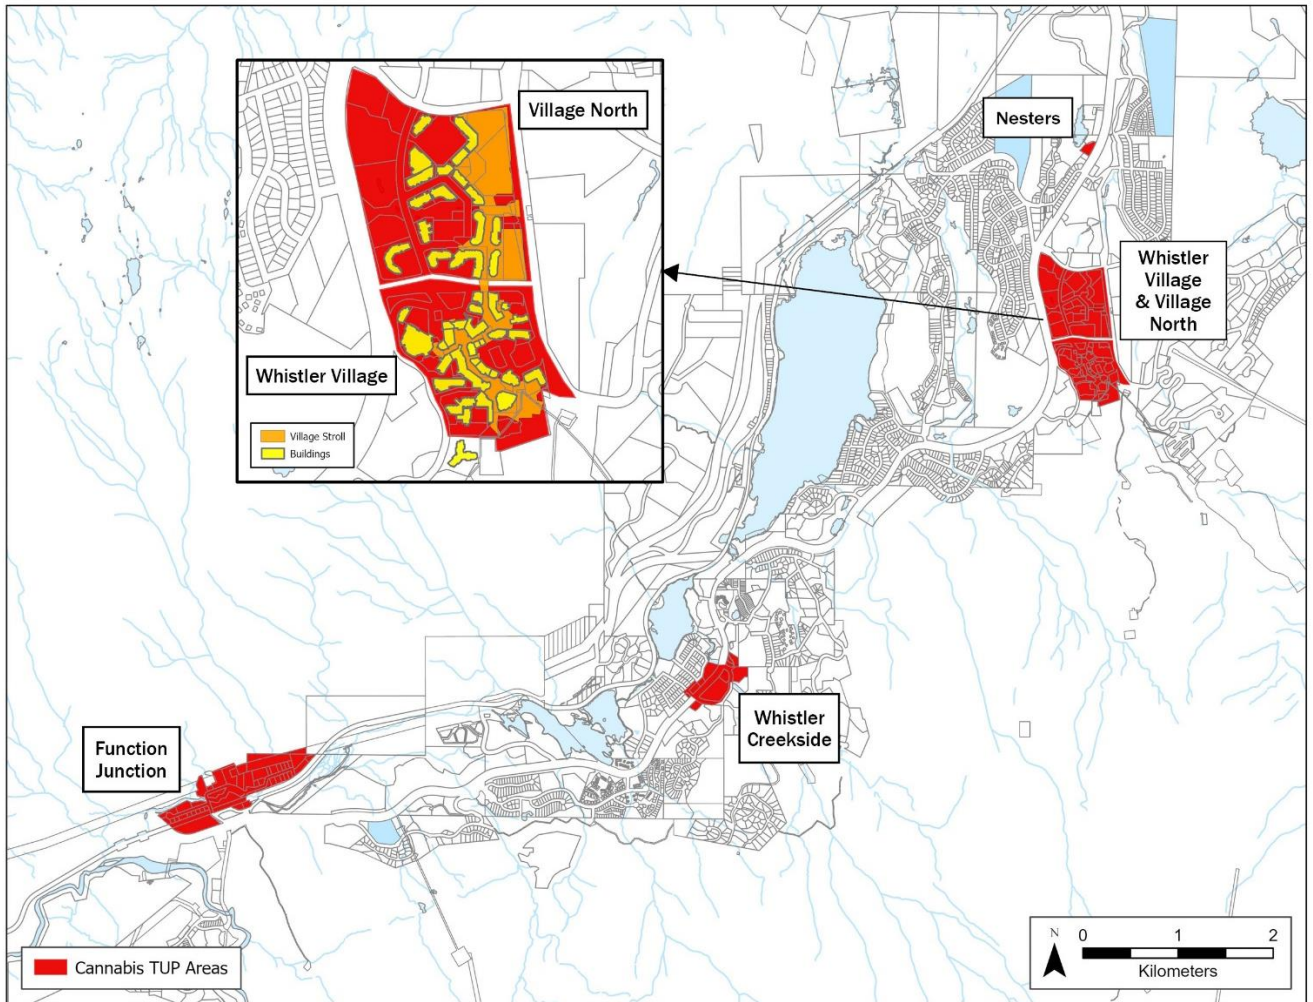 Village North
Nesters
Whistler
Village
& Village
North
Whistler Village
Village Stroll
Buildings
Function
Junction
Whistler
Creekside
Cannabis TUP Areas
N
0 1 2
Kilometers